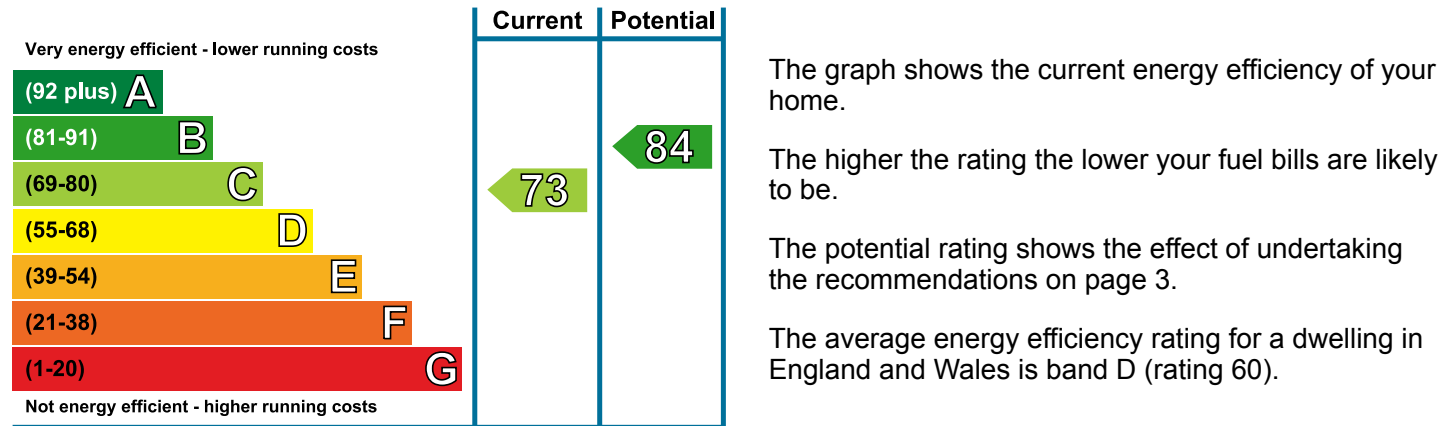 Current Potential
Very energy efficient - lower running costs
(92 plus) A
(81-91) B
84
(69-80) C
73
(55-68) D
(39-54) E
(21-38) F
(1-20) G
Not energy efficient - higher running costs
The graph shows the current energy efficiency of your
home.
The higher the rating the lower your fuel bills are likely
to be.
The potential rating shows the effect of undertaking
the recommendations on page 3.
The average energy efficiency rating for a dwelling in
England and Wales is band D (rating 60).